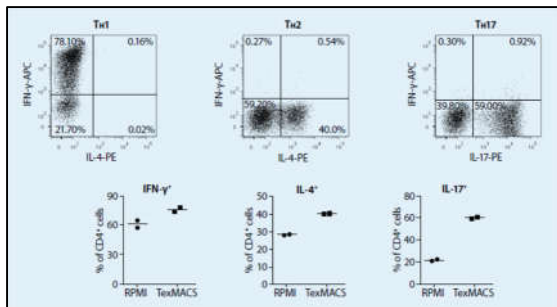 TH1
78.10%
0.16%
IFN-γ-APC
21.70%
0.02%
IL-4-PE
TH2
0.27%
0.54%
IFN-γ-APC
59.20%
40.0%
IL-4-PE
TH17
0.30%
0.92%
IFN-γ-APC
39.80%
59.00%
IL-17-PE
IFN-γ⁺
% of CD4⁺ cells
90
60
30
0
RPMI
TexMACS
IL-4⁺
% of CD4⁺ cells
50
40
30
20
10
0
RPMI
TexMACS
IL-17⁺
% of CD4⁺ cells
80
60
40
20
0
RPMI
TexMACS